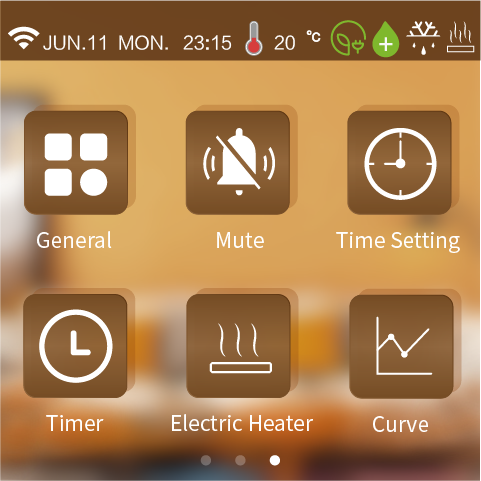 JUN.11 MON. 23:15 20 ℃
General Mute Time Setting
Timer Electric Heater Curve